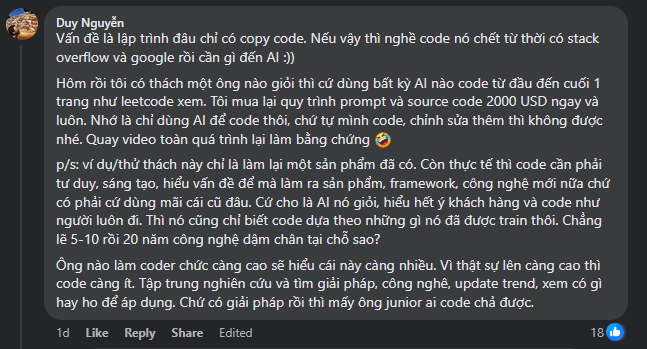 Duy Nguyễn
Vấn đề là lập trình đâu chỉ có copy code. Nếu vậy thì nghề code nó chết từ thời có stack
overflow và google rồi cần gì đến AI :))
Hôm rồi tôi có thách một ông nào giỏi thì cứ dùng bất kỳ AI nào code từ đầu đến cuối 1
trang như leetcode xem. Tôi mua lại quy trình prompt và source code 2000 USD ngay và
luôn. Nhớ là chỉ dùng AI để code thôi, chứ tự mình code, chỉnh sửa thêm thì không được
nhé. Quay video toàn quá trình lại làm bằng chứng 🤣
p/s: ví dụ/thử thách này chỉ là làm lại một sản phẩm đã có. Còn thực tế thì code cần phải
tư duy, sáng tạo, hiểu vấn đề để mà làm ra sản phẩm, framework, công nghệ mới nữa chứ
có phải cứ dùng mãi cái cũ đâu. Cứ cho là AI nó giỏi, hiểu hết ý khách hàng và code như
người luôn đi. Thì nó cũng chỉ biết code dựa theo những gì nó đã được train thôi. Chẳng
lẽ 5-10 rồi 20 năm công nghệ dậm chân tại chỗ sao?
Ông nào làm coder chức càng cao sẽ hiểu cái này càng nhiều. Vì thật sự lên càng cao thì
code càng ít. Tập trung nghiên cứu và tìm giải pháp, công nghê, update trend, xem có gì
hay ho để áp dụng. Chứ có giải pháp rồi thì mấy ông junior ai code chả được.
1d Like Reply Share Edited 18